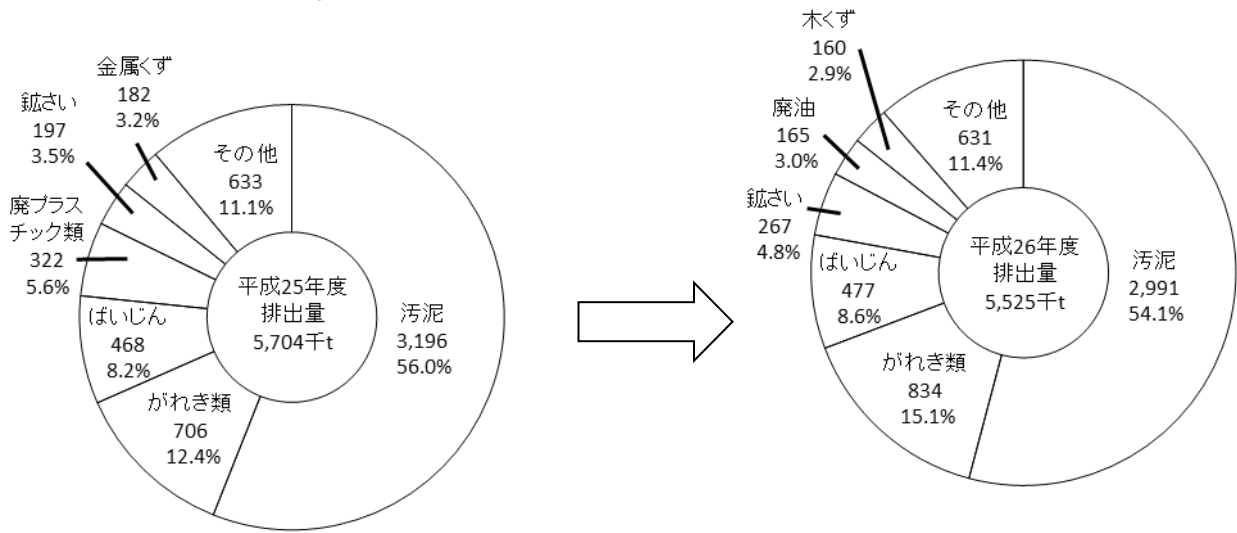 金属くず
182
3.2%
鉱さい
197
3.5%
廃プラス
チック類
322
5.6%
ばいじん
468
8.2%
がれき類
706
12.4%
その他
633
11.1%
平成25年度
排出量
5,704千t
汚泥
3,196
56.0%
木くず
160
2.9%
廃油
165
3.0%
鉱さい
267
4.8%
ばいじん
477
8.6%
がれき類
834
15.1%
その他
631
11.4%
平成26年度
排出量
5,525千t
汚泥
2,991
54.1%